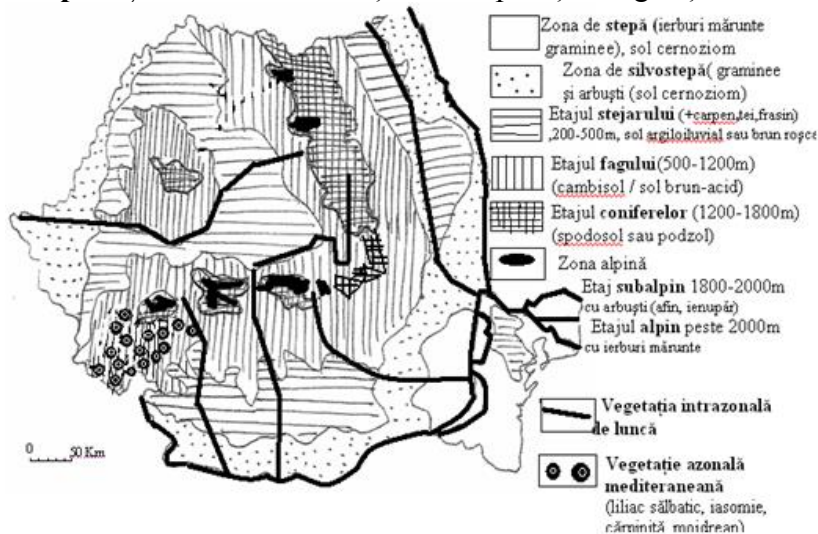 Zona de stepă (ierburi mărunte
graminee), sol cernoziom
Zona de silvostepă( graminee
și arbuști (sol cernoziom)
Etajul stejarului (+carpen,tei,frasin)
,200-500m, sol argiloiluvial sau brun roșce
Etajul fagului(500-1200m)
(cambisol / sol brun-acid)
Etajul coniferelor (1200-1800m)
(spodosol sau podzol)
Zona alpină
Etaj subalpin 1800-2000m
cu arbuști (afin, ienupăr)
Etajul alpin peste 2000m
cu ierburi mărunte
Vegetația intrazonală
de luncă
Vegetație azonală
mediteraneană
(liliac sălbatic, iasomie,
cărpiniță, mojdrean)
0 50 Km